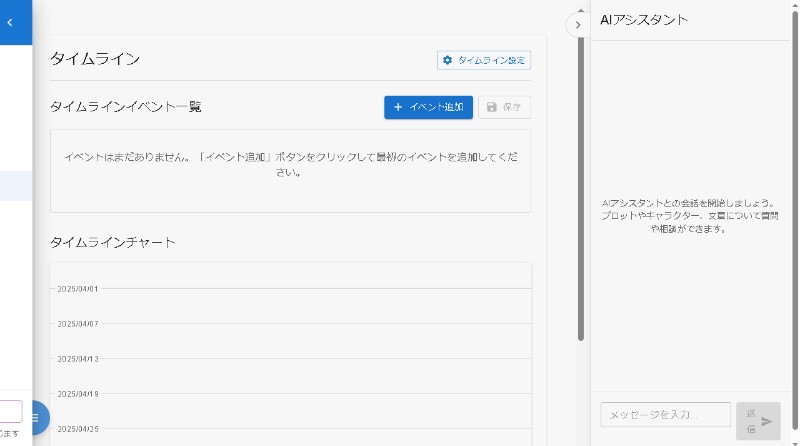 タイムライン
タイムライン設定
タイムラインイベント一覧
イベント追加
保存
イベントはまだありません。「イベント追加」ボタンをクリックして最初のイベントを追加してくだ
さい。
タイムラインチャート
2025/04/01
2025/04/07
2025/04/13
2025/04/19
2025/04/25
AIアシスタント
AIアシスタントとの会話を開始しましょう。
プロットやキャラクター、文章について質問
や相談ができます。
メッセージを入力...
送
信